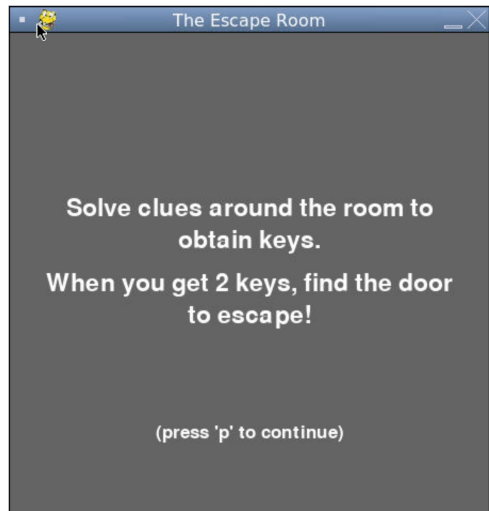 The Escape Room
Solve clues around the room to
obtain keys.
When you get 2 keys, find the door
to escape!
(press 'p' to continue)